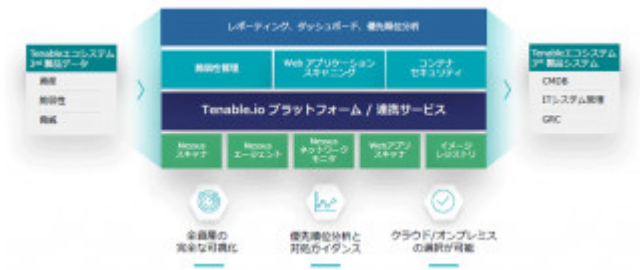 レポーティング、ダッシュボード、優先順位分析
Tenableエコシステム
3rd 製品データ
資産
脆弱性
脅威
脆弱性管理
Web アプリケーション
スキャニング
コンテナ
セキュリティ
Tenable.io プラットフォーム / 連携サービス
Nessus
スキャナ
Nessus
エージェント
Nessus
ネットワーク
モニタ
Webアプリ
スキャナ
イメージ
レジストリ
Tenableエコシステム
3rd 製品システム
CMDB
ITシステム管理
GRC
全資産の
完全な可視化
優先順位分析と
対処ガイダンス
クラウド/オンプレミス
の選択が可能